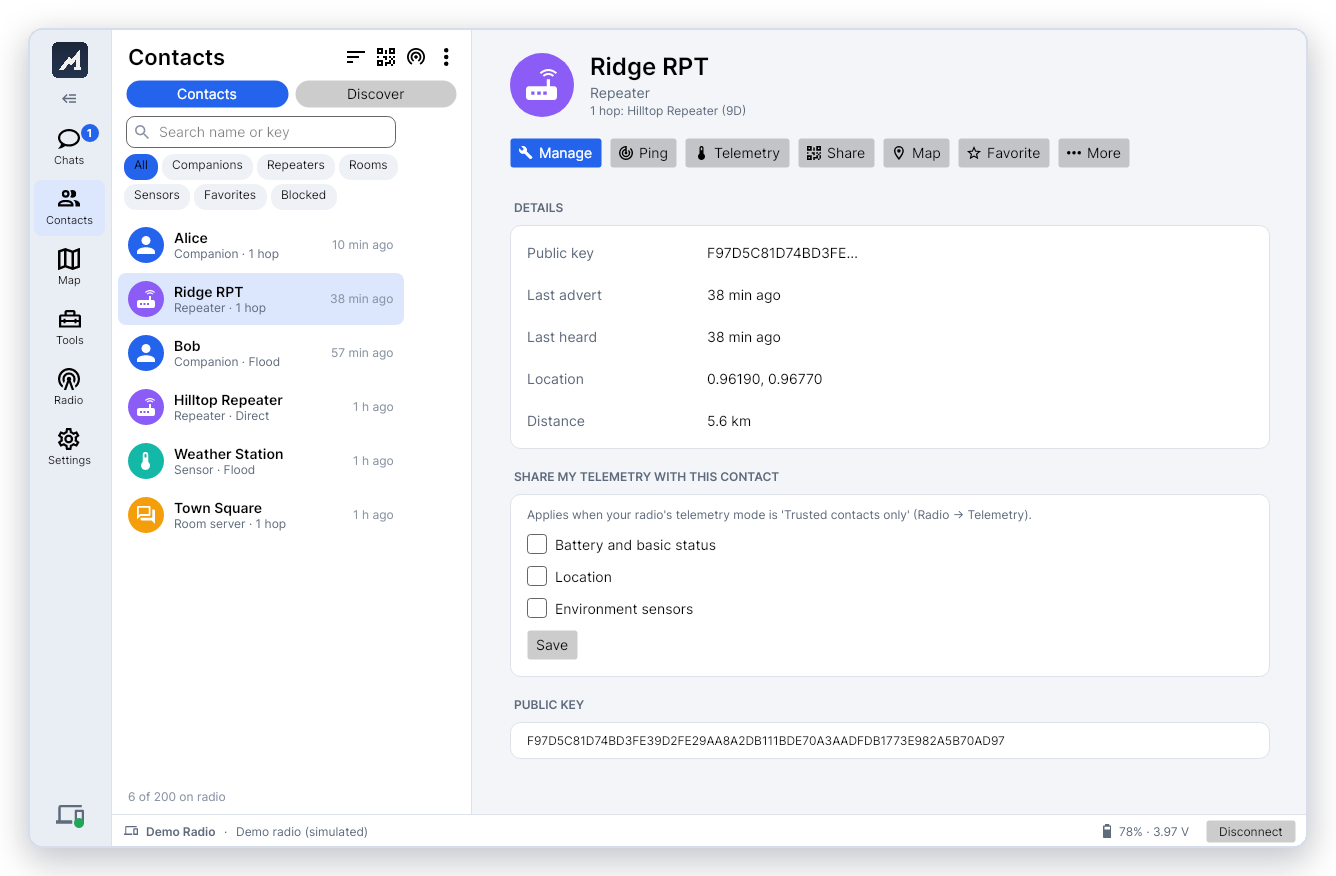 Contacts
Contacts Discover
1
Chats
Search name or key
All Companions Repeaters Rooms
Sensors Favorites Blocked
Contacts
Map
Tools
Radio
Settings
Alice 10 min ago
Companion · 1 hop
Ridge RPT 38 min ago
Repeater · 1 hop
Bob 57 min ago
Companion · Flood
Hilltop Repeater 1 h ago
Repeater · Direct
Weather Station 1 h ago
Sensor · Flood
Town Square 1 h ago
Room server · 1 hop
6 of 200 on radio
Ridge RPT
Repeater
1 hop: Hilltop Repeater (9D)
Manage Ping Telemetry Share Map Favorite More
DETAILS
Public key F97D5C81D74BD3FE...
Last advert 38 min ago
Last heard 38 min ago
Location 0.96190, 0.96770
Distance 5.6 km
SHARE MY TELEMETRY WITH THIS CONTACT
Applies when your radio's telemetry mode is 'Trusted contacts only' (Radio → Telemetry).
Battery and basic status
Location
Environment sensors
Save
PUBLIC KEY
F97D5C81D74BD3FE39D2FE29AA8A2DB111BDE70A3AADFDB1773E982A5B70AD97
Demo Radio · Demo radio (simulated) 78% · 3.97 V Disconnect